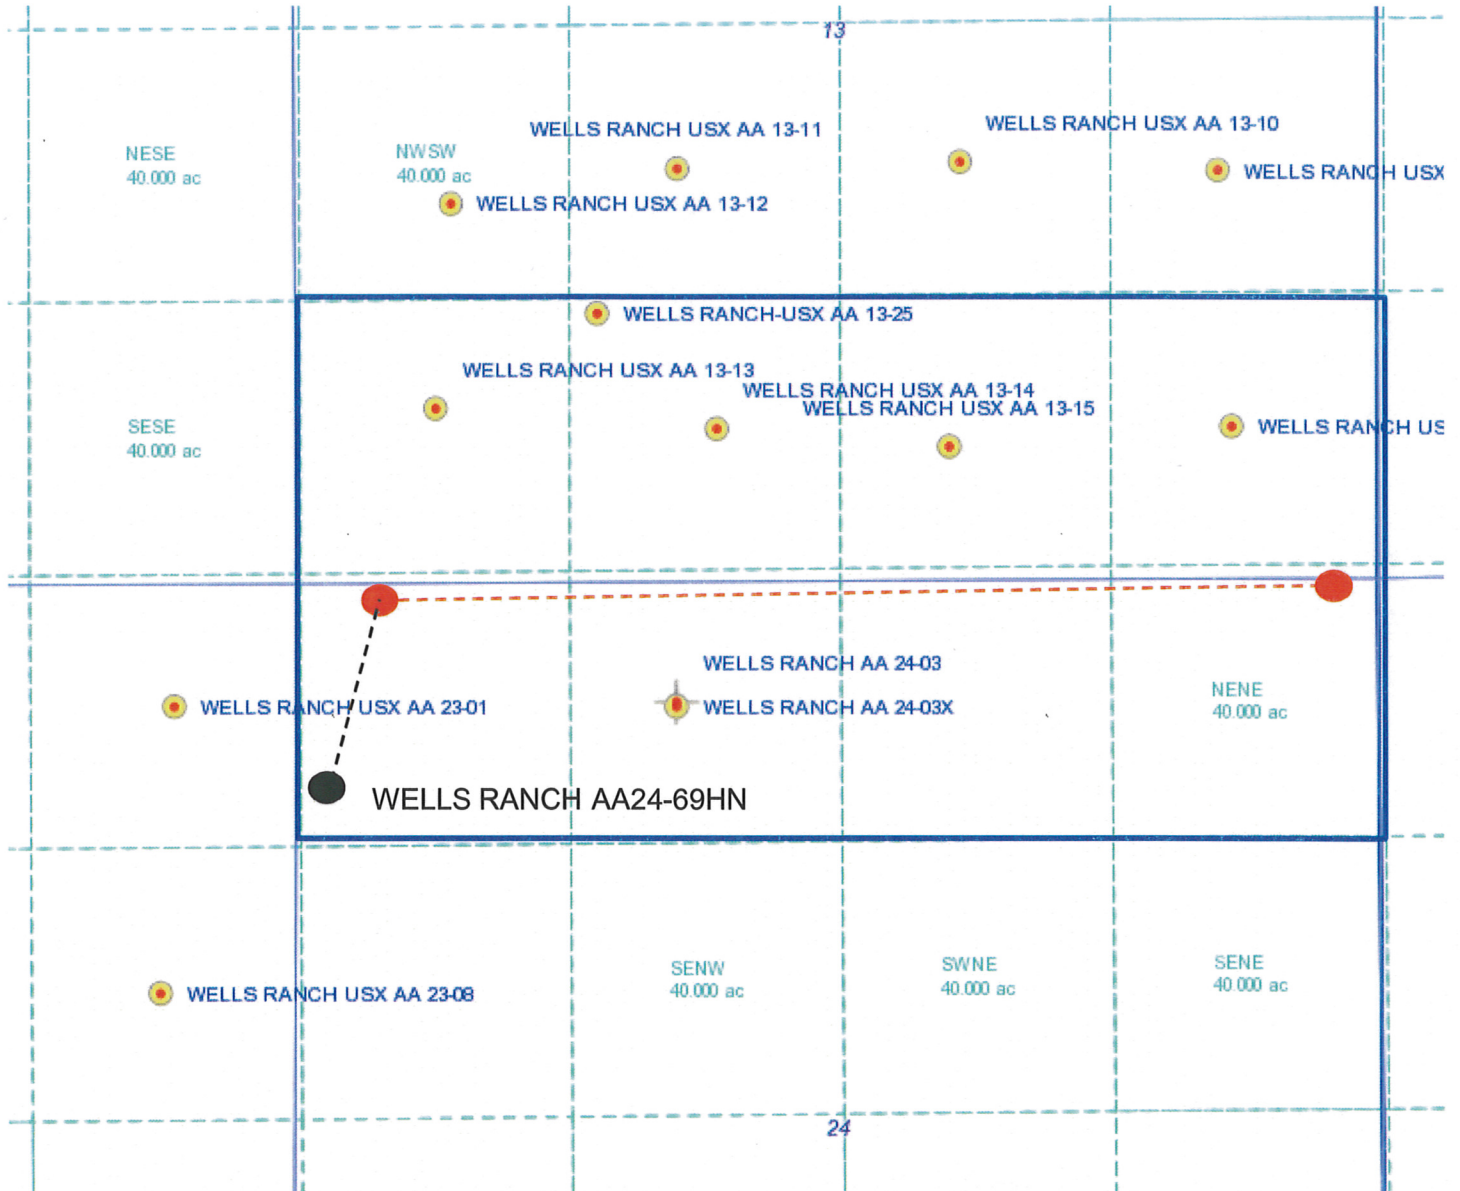 13
WELLS RANCH USX AA 13-11
WELLS RANCH USX AA 13-10
NESE
40.000 ac
NWSW
40.000 ac
WELLS RANCH USX
WELLS RANCH USX AA 13-12
WELLS RANCH-USX AA 13-25
WELLS RANCH USX AA 13-13
WELLS RANCH USX AA 13-14
WELLS RANCH USX AA 13-15
SESE
40.000 ac
WELLS RANCH US
WELLS RANCH AA 24-03
NENE
40.000 ac
WELLS RANCH USX AA 23-01
WELLS RANCH AA 24-03X
WELLS RANCH AA24-69HN
SENW
40.000 ac
SWNE
40.000 ac
SENE
40.000 ac
WELLS RANCH USX AA 23-08
24